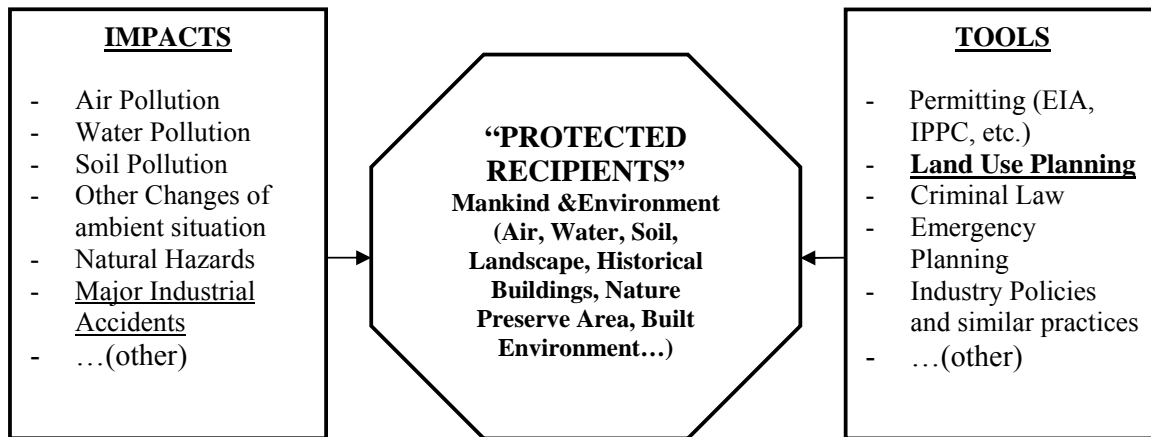 IMPACTS
- Air Pollution
- Water Pollution
- Soil Pollution
- Other Changes of
ambient situation
- Natural Hazards
- Major Industrial
Accidents
- …(other)
“PROTECTED
RECIPIENTS”
Mankind &Environment
(Air, Water, Soil,
Landscape, Historical
Buildings, Nature
Preserve Area, Built
Environment…)
TOOLS
- Permitting (EIA,
IPPC, etc.)
- Land Use Planning
- Criminal Law
- Emergency
Planning
- Industry Policies
and similar practices
- …(other)